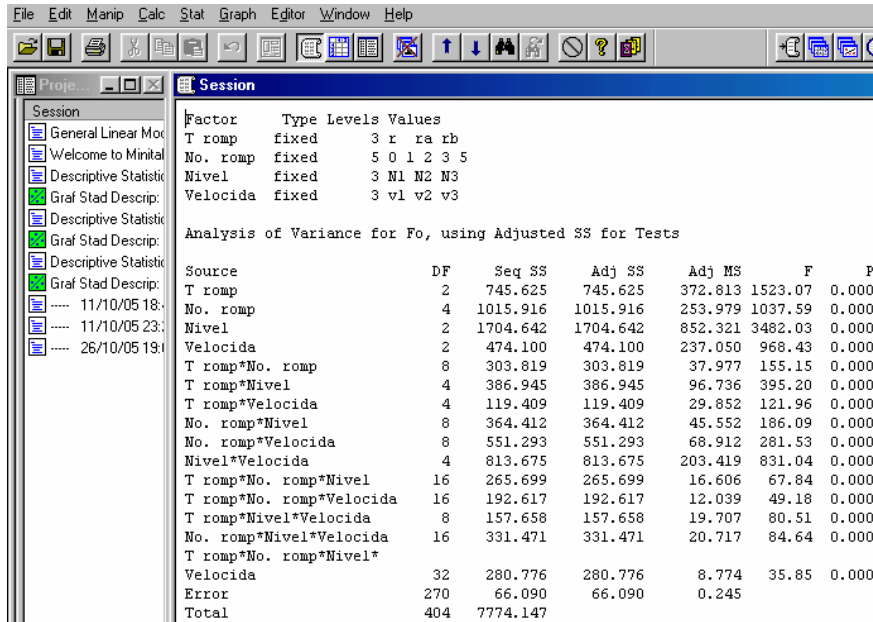 File Edit Manip Calc Stat Graph Editor Window Help
Proje...
Session
Session
General Linear Mod
Welcome to Minital
Descriptive Statistic
Graf Stad Descrip:
Descriptive Statistic
Graf Stad Descrip:
Descriptive Statistic
Graf Stad Descrip:
----- 11/10/05 18:
----- 11/10/05 23:
----- 26/10/05 19:
Factor Type Levels Values
T romp fixed 3 r ra rb
No. romp fixed 5 0 1 2 3 5
Nivel fixed 3 N1 N2 N3
Velocida fixed 3 v1 v2 v3
Analysis of Variance for Fo, using Adjusted SS for Tests
Source DF Seq SS Adj SS Adj MS F P
T romp 2 745.625 745.625 372.813 1523.07 0.000
No. romp 4 1015.916 1015.916 253.979 1037.59 0.000
Nivel 2 1704.642 1704.642 852.321 3482.03 0.000
Velocida 2 474.100 474.100 237.050 968.43 0.000
T romp*No. romp 8 303.819 303.819 37.977 155.15 0.000
T romp*Nivel 4 386.945 386.945 96.736 395.20 0.000
T romp*Velocida 4 119.409 119.409 29.852 121.96 0.000
No. romp*Nivel 8 364.412 364.412 45.552 186.09 0.000
No. romp*Velocida 8 551.293 551.293 68.912 281.53 0.000
Nivel*Velocida 4 813.675 813.675 203.419 831.04 0.000
T romp*No. romp*Nivel 16 265.699 265.699 16.606 67.84 0.000
T romp*No. romp*Velocida 16 192.617 192.617 12.039 49.18 0.000
T romp*Nivel*Velocida 8 157.658 157.658 19.707 80.51 0.000
No. romp*Nivel*Velocida 16 331.471 331.471 20.717 84.64 0.000
T romp*No. romp*Nivel*
Velocida 32 280.776 280.776 8.774 35.85 0.000
Error 270 66.090 66.090 0.245
Total 404 7774.147